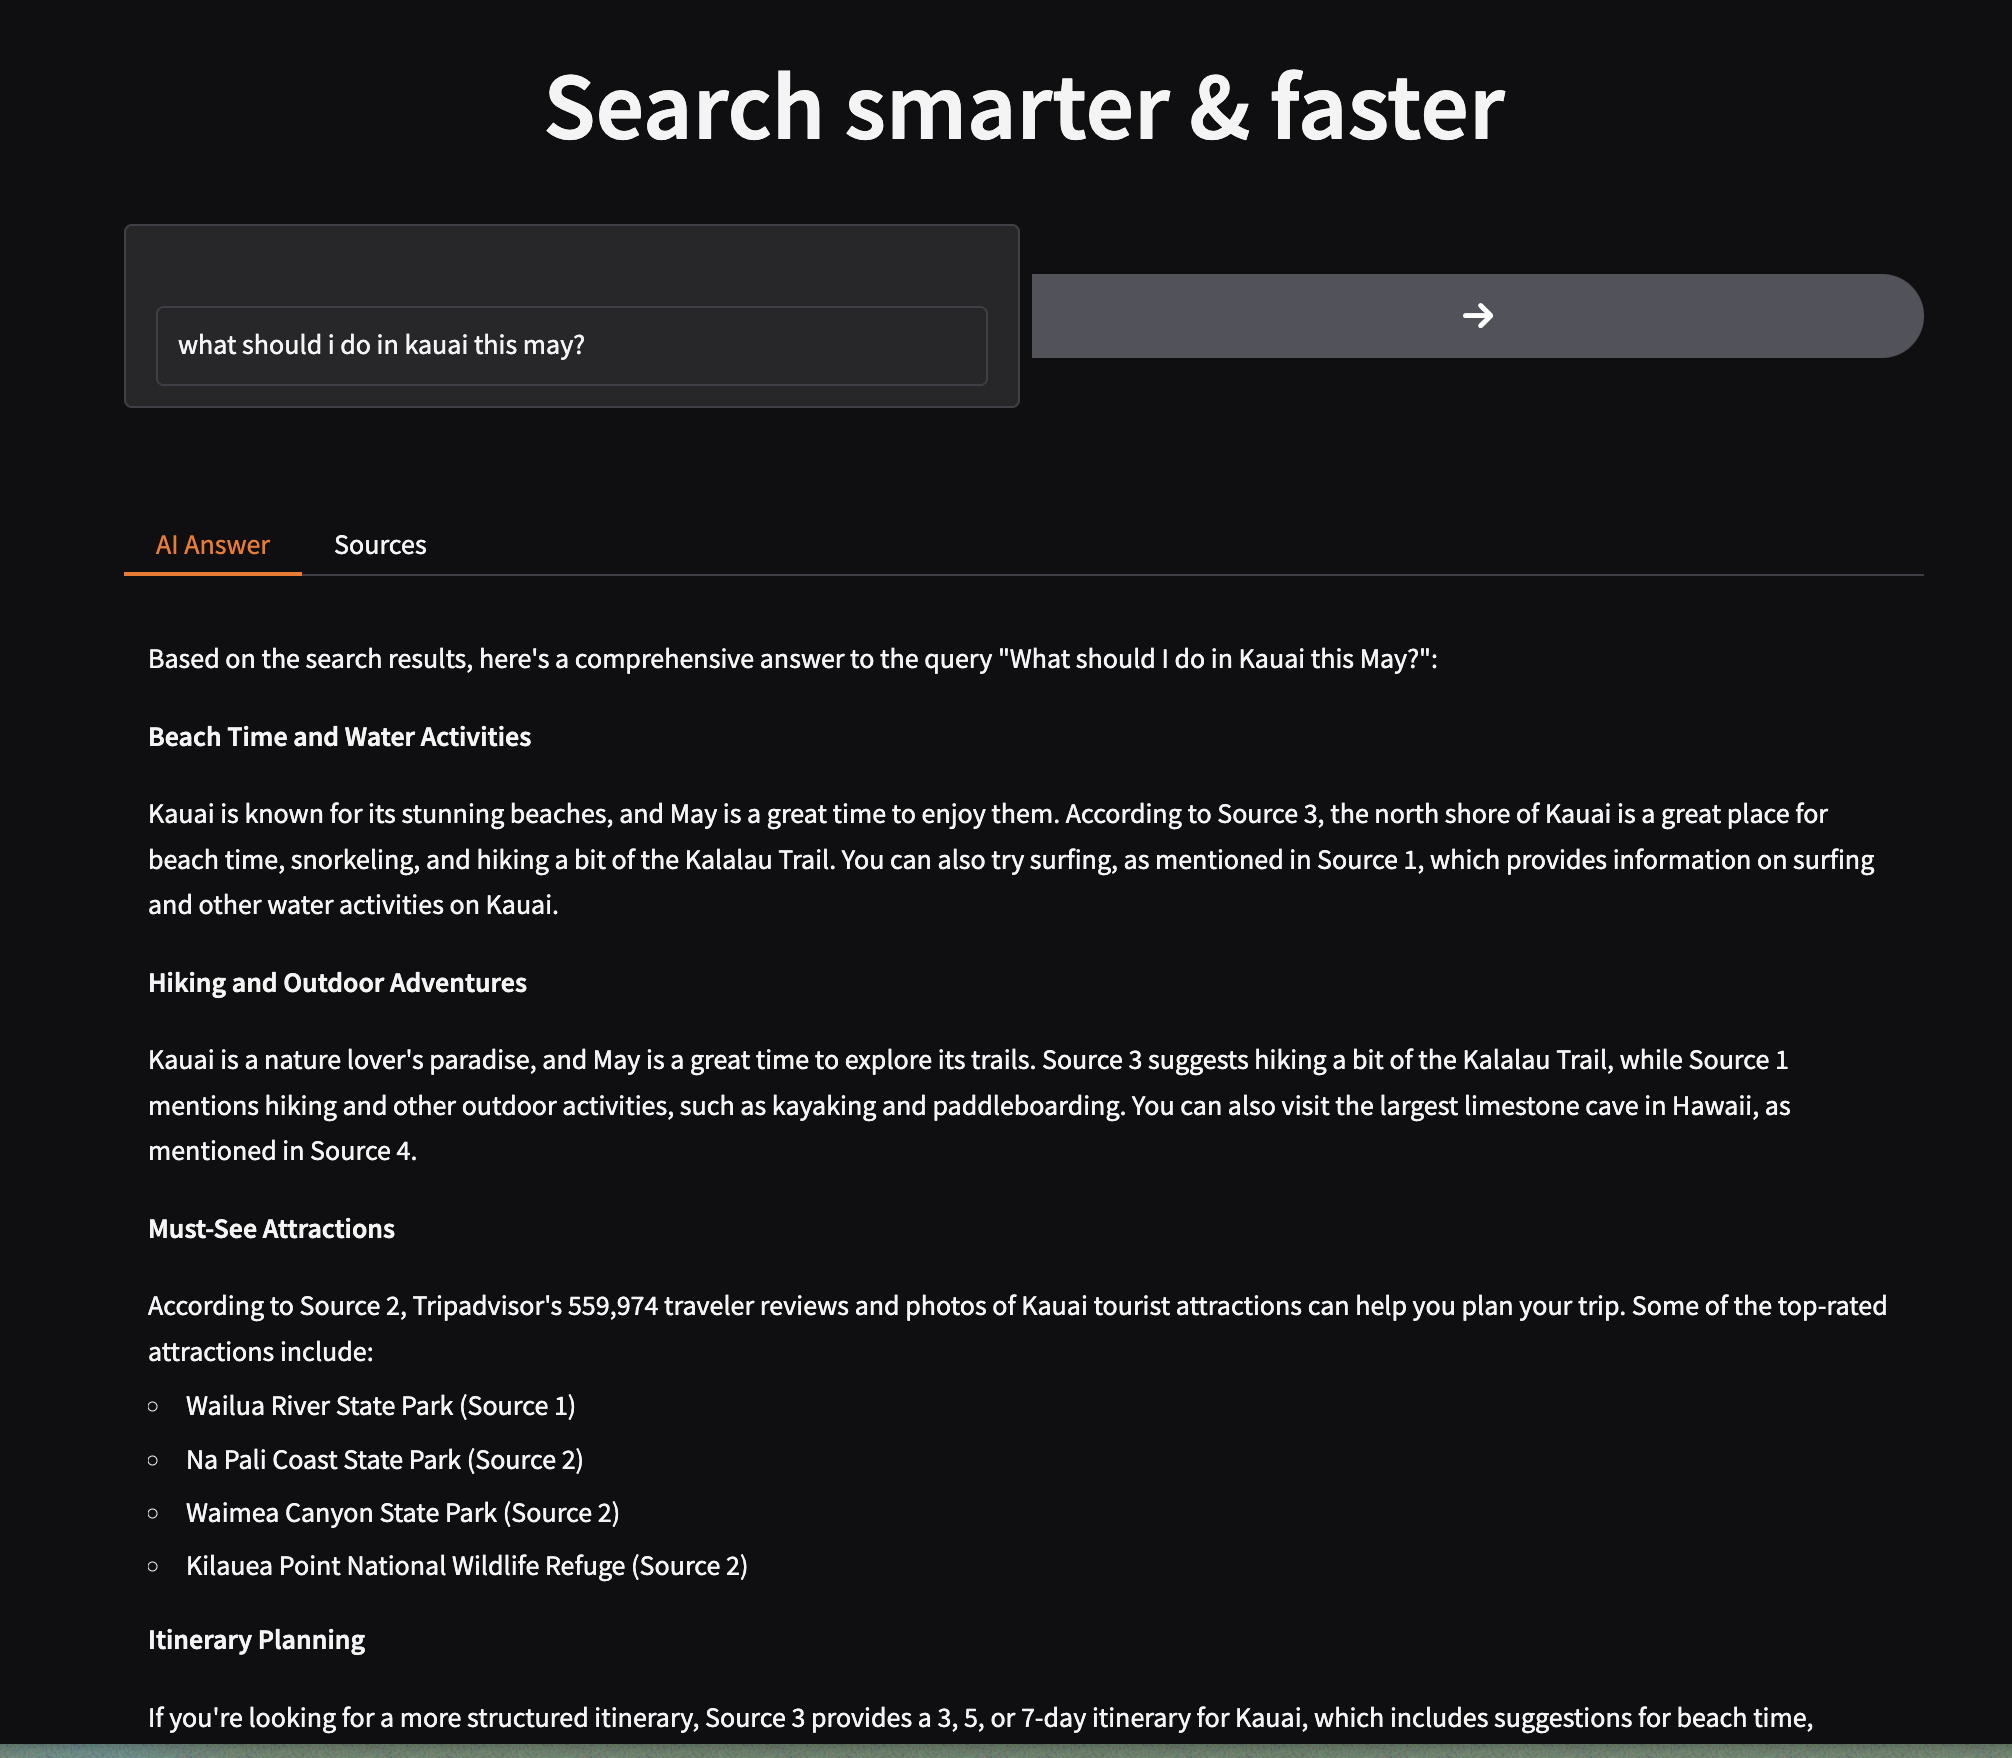 Search smarter & faster
what should i do in kauai this may?
→
AI Answer
Sources
Based on the search results, here's a comprehensive answer to the query "What should I do in Kauai this May?":
Beach Time and Water Activities
Kauai is known for its stunning beaches, and May is a great time to enjoy them. According to Source 3, the north shore of Kauai is a great place for
beach time, snorkeling, and hiking a bit of the Kalalau Trail. You can also try surfing, as mentioned in Source 1, which provides information on surfing
and other water activities on Kauai.
Hiking and Outdoor Adventures
Kauai is a nature lover's paradise, and May is a great time to explore its trails. Source 3 suggests hiking a bit of the Kalalau Trail, while Source 1
mentions hiking and other outdoor activities, such as kayaking and paddleboarding. You can also visit the largest limestone cave in Hawaii, as
mentioned in Source 4.
Must-See Attractions
According to Source 2, Tripadvisor's 559,974 traveler reviews and photos of Kauai tourist attractions can help you plan your trip. Some of the top-rated
attractions include:
◦ Wailua River State Park (Source 1)
◦ Na Pali Coast State Park (Source 2)
◦ Waimea Canyon State Park (Source 2)
◦ Kilauea Point National Wildlife Refuge (Source 2)
Itinerary Planning
If you're looking for a more structured itinerary, Source 3 provides a 3, 5, or 7-day itinerary for Kauai, which includes suggestions for beach time,